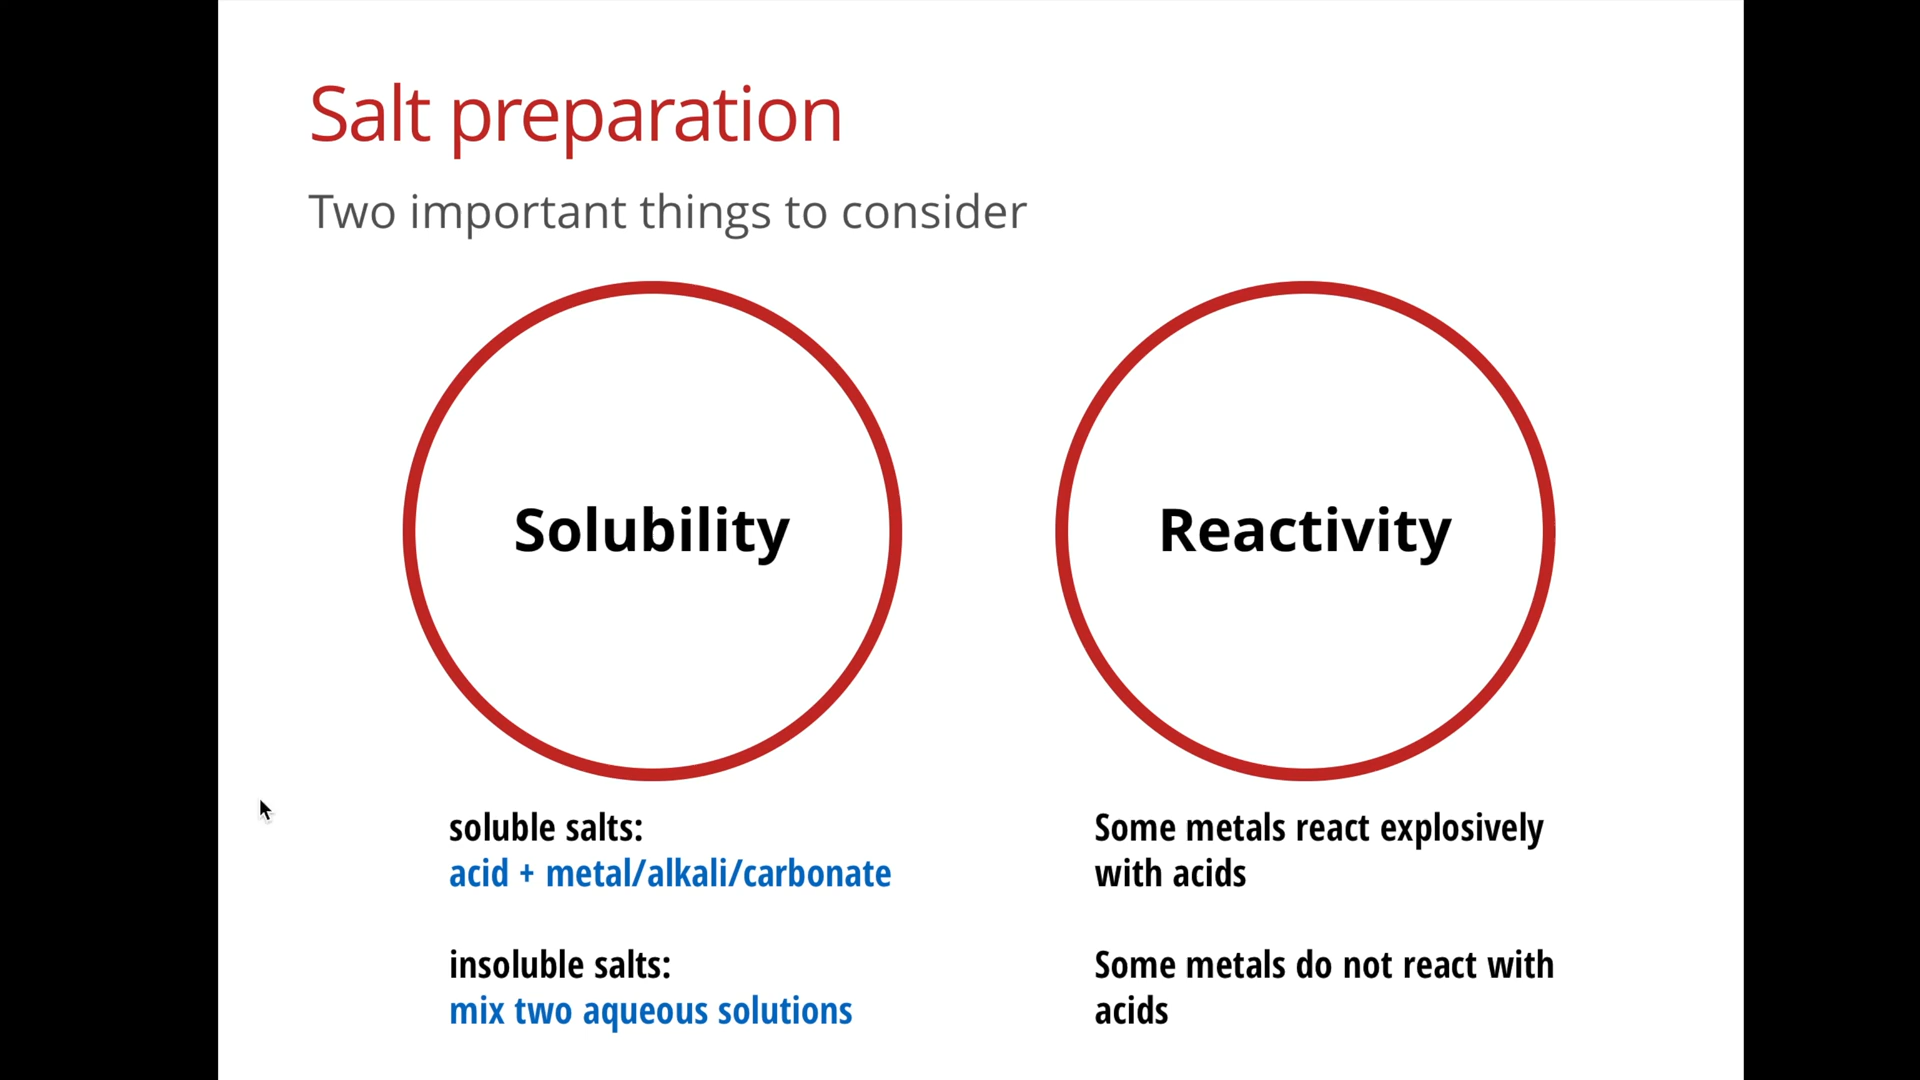 Salt preparation
Two important things to consider
Solubility
Reactivity
soluble salts:
acid + metal/alkali/carbonate
insoluble salts:
mix two aqueous solutions
Some metals react explosively
with acids
Some metals do not react with
acids